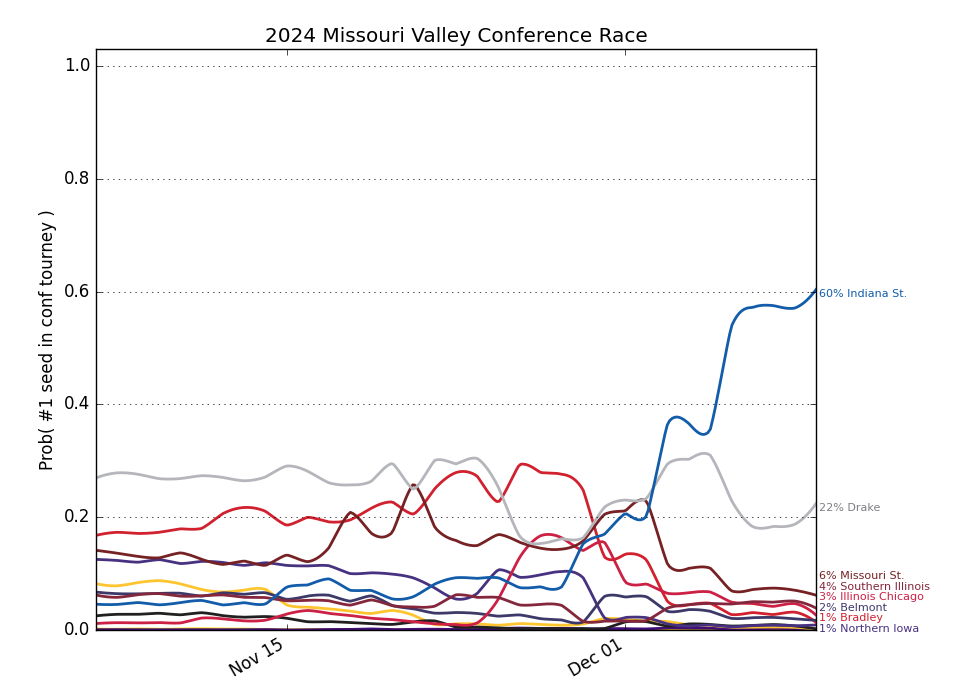 2024 Missouri Valley Conference Race
Prob( #1 seed in conf tourney )
1.0
0.8
0.6
0.4
0.2
0.0
Nov 15
Dec 01
60% Indiana St.
22% Drake
6% Missouri St.
4% Southern Illinois
3% Illinois Chicago
2% Belmont
1% Bradley
1% Northern Iowa